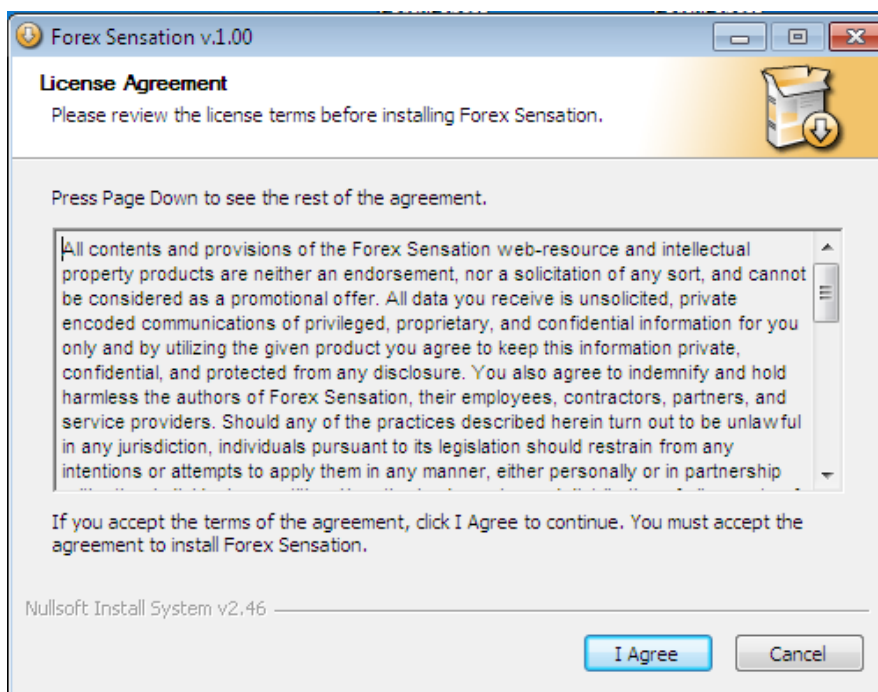 Forex Sensation v.1.00
License Agreement
Please review the license terms before installing Forex Sensation.
Press Page Down to see the rest of the agreement.
All contents and provisions of the Forex Sensation web-resource and intellectual
property products are neither an endorsement, nor a solicitation of any sort, and cannot
be considered as a promotional offer. All data you receive is unsolicited, private
encoded communications of privileged, proprietary, and confidential information for you
only and by utilizing the given product you agree to keep this information private,
confidential, and protected from any disclosure. You also agree to indemnify and hold
harmless the authors of Forex Sensation, their employees, contractors, partners, and
service providers. Should any of the practices described herein turn out to be unlawful
in any jurisdiction, individuals pursuant to its legislation should restrain from any
intentions or attempts to apply them in any manner, either personally or in partnership
If you accept the terms of the agreement, click I Agree to continue. You must accept the
agreement to install Forex Sensation.
Nullsoft Install System v2.46
I Agree
Cancel